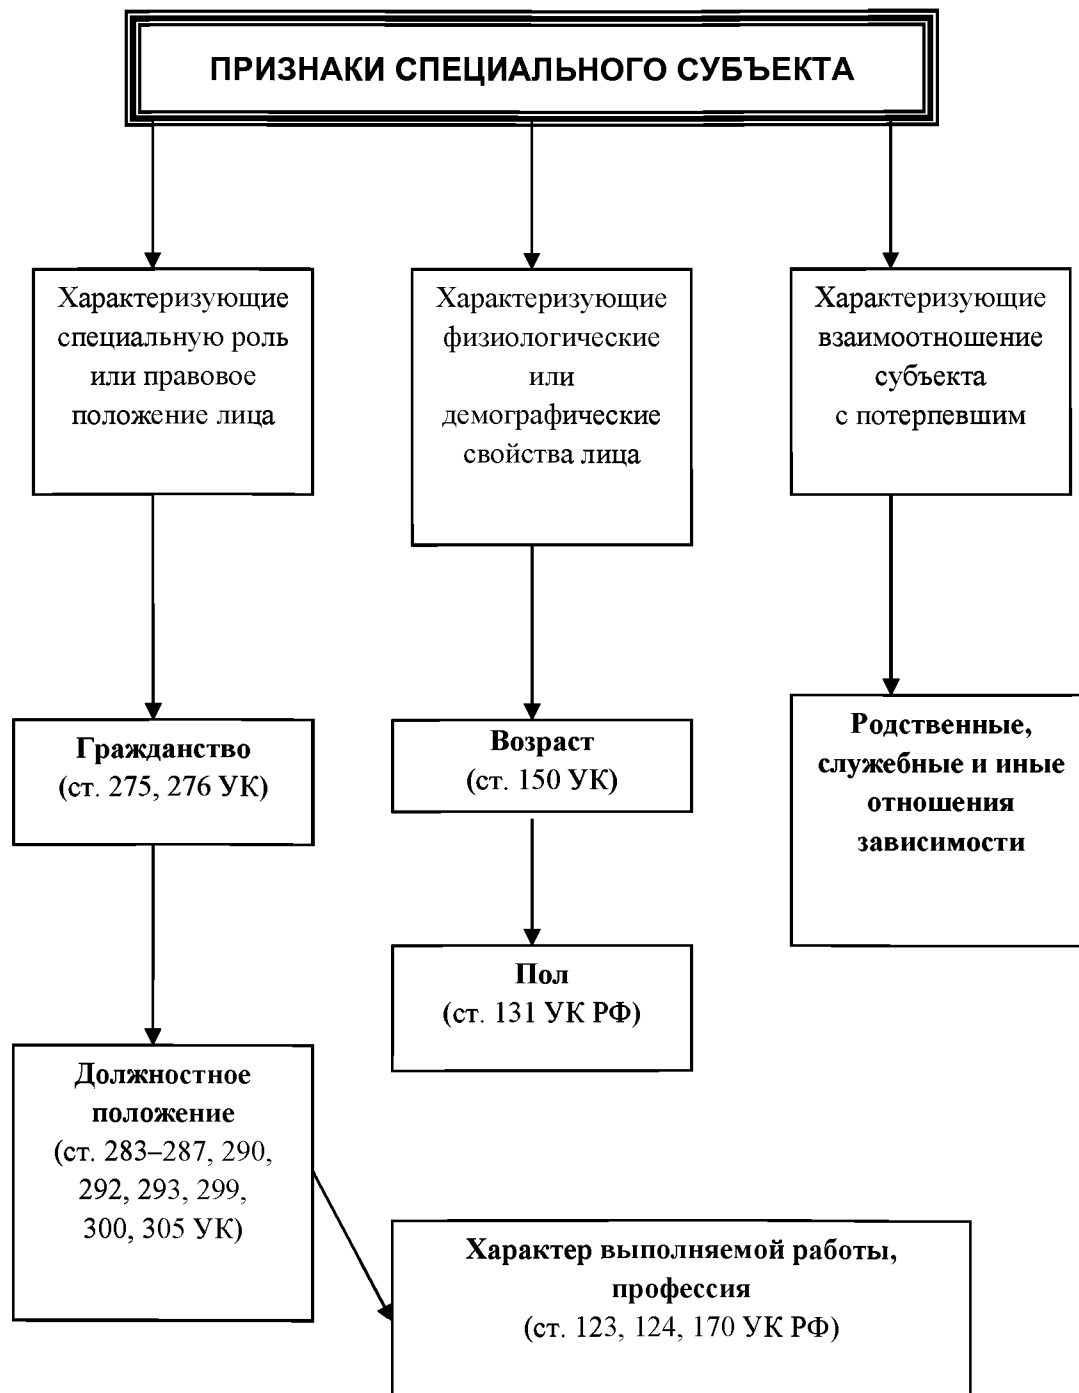 ПРИЗНАКИ СПЕЦИАЛЬНОГО СУБЪЕКТА
Характеризующие
специальную роль
или правовое
положение лица
Характеризующие
физиологические
или
демографические
свойства лица
Характеризующие
взаимоотношение
субъекта
с потерпевшим
Гражданство
(ст. 275, 276 УК)
Возраст
(ст. 150 УК)
Родственные,
служебные и иные
отношения
зависимости
Пол
(ст. 131 УК РФ)
Должностное
положение
(ст. 283–287, 290,
292, 293, 299,
300, 305 УК)
Характер выполняемой работы,
профессия
(ст. 123, 124, 170 УК РФ)